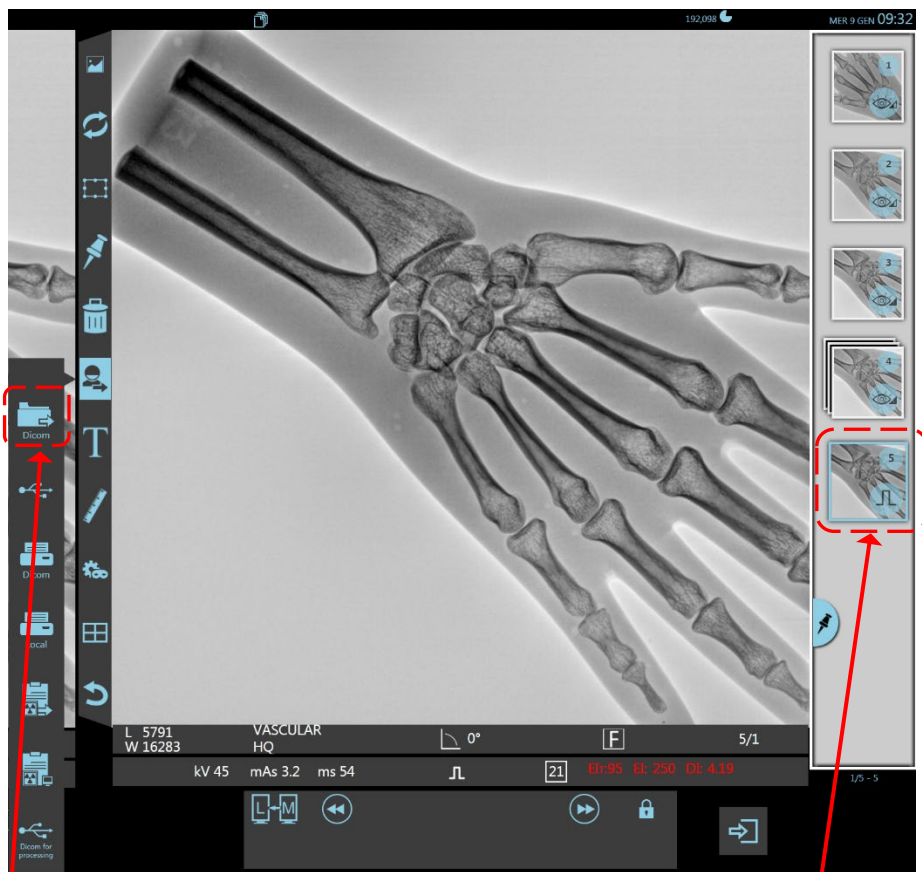 192,098
MER 9 GEN 09:32
1
2
3
4
5
Dicom
Dicom
Local
T
L 5791
W 16283
VASCULAR
HQ
0°
F
5/1
kV 45 mAs 3.2 ms 54
21
EIt:95 EI: 250 DI: 4.19
1/5 - 5
L M
Dicom for
processing